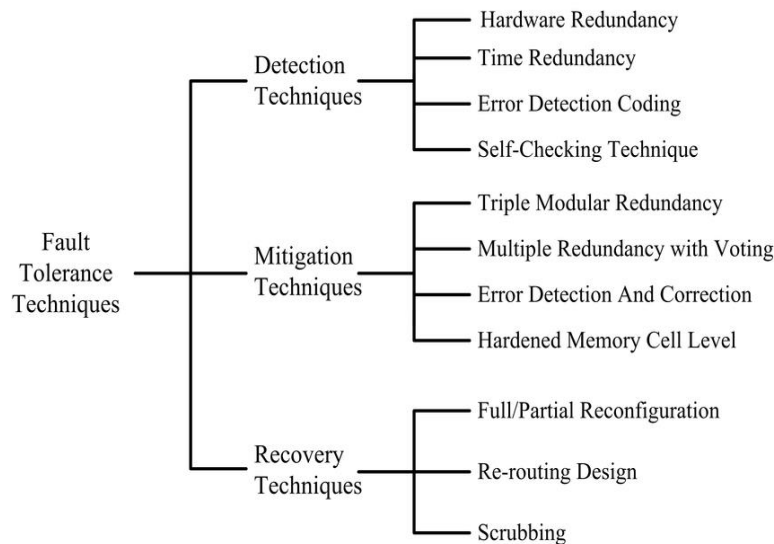 Fault
Tolerance
Techniques
Detection
Techniques
Hardware Redundancy
Time Redundancy
Error Detection Coding
Self-Checking Technique
Mitigation
Techniques
Triple Modular Redundancy
Multiple Redundancy with Voting
Error Detection And Correction
Hardened Memory Cell Level
Recovery
Techniques
Full/Partial Reconfiguration
Re-routing Design
Scrubbing